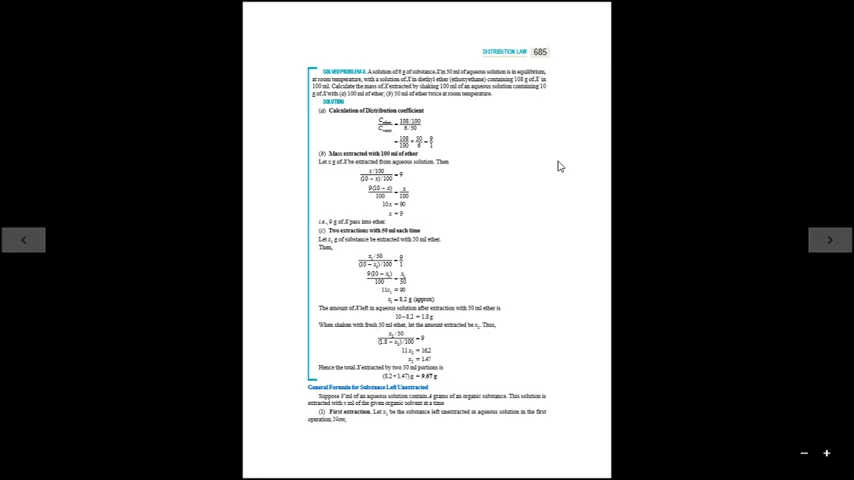 DISTRIBUTION LAW 685
SOLVED PROBLEM 4. A solution of 6 g of substance X in 50 ml of aqueous solution is in equilibrium,
at room temperature, with a solution of X in diethyl ether (ethoxyethane) containing 108 g of X in
100 ml. Calculate the mass of X extracted by shaking 100 ml of an aqueous solution containing 10
g of X with (a) 100 ml of ether; (b) 50 ml of ether twice at room temperature.
SOLUTION
(a) Calculation of Distribution coefficient
C ether / C water = 108/100 / 6/50
= 108/100 × 50/6 = 9/1
(b) Mass extracted with 100 ml of ether
Let x g of X be extracted from aqueous solution. Then
x/100 / (10 – x)/100 = 9
9(10 – x)/100 = x/100
10x = 90
x = 9
i.e., 9 g of X pass into ether.
(c) Two extractions with 50 ml each time
Let x₁ g of substance be extracted with 50 ml ether.
Then,
x₁/50 / (10 – x₁)/100 = 9/1
9(10 – x₁)/100 = x₁/50
11x₁ = 90
x₁ = 8.2 g (approx)
The amount of X left in aqueous solution after extraction with 50 ml ether is
10 – 8.2 = 1.8 g
When shaken with fresh 50 ml ether, let the amount extracted be x₂. Thus,
x₂/50 / (1.8 – x₂)/100 = 9
11x₂ = 16.2
x₂ = 1.47
Hence the total X extracted by two 50 ml portions is
(8.2 + 1.47) g = 9.67 g
General Formula for Substance Left Unextracted
Suppose V ml of an aqueous solution contain A grams of an organic substance. This solution is
extracted with v ml of the given organic solvent at a time
(1) First extraction. Let x₁ be the substance left unextracted in aqueous solution in the first
operation. Now,